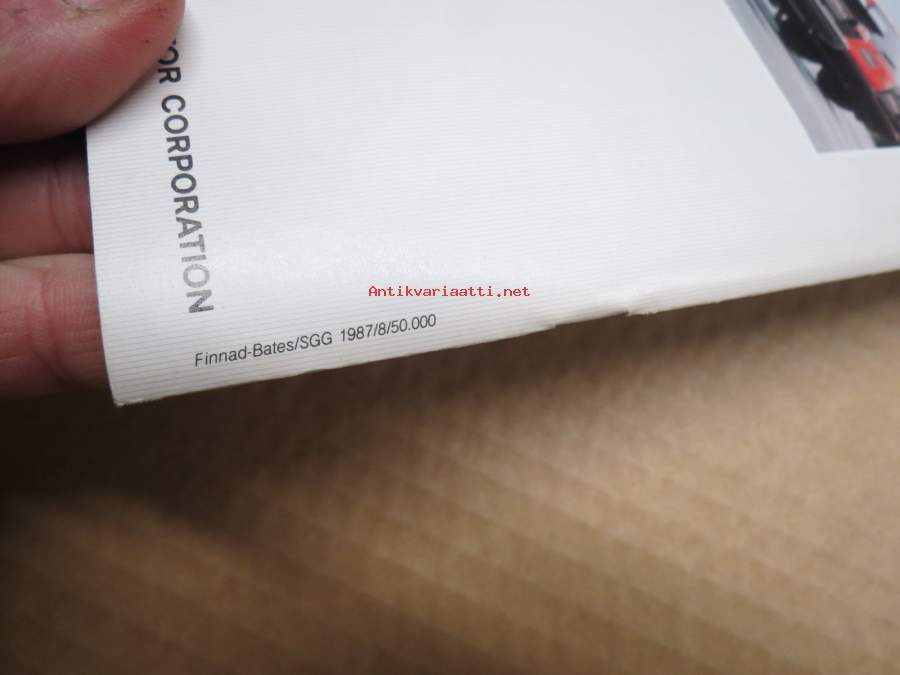 OR CORPORATION
Antikvariaatti.net
Finnad-Bates/SGG 1987/8/50.000